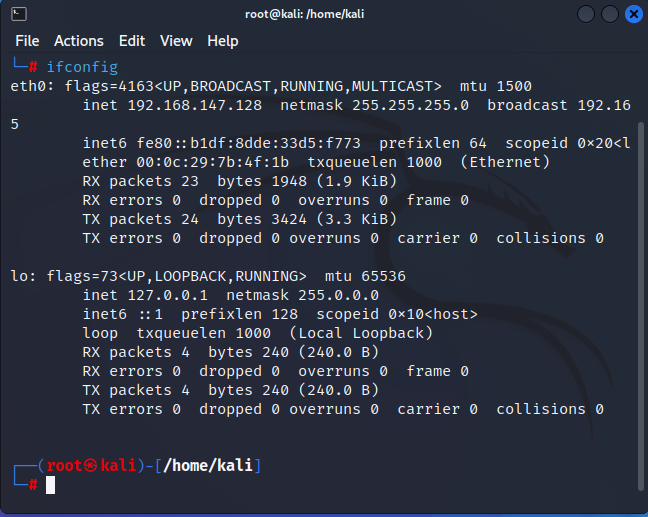 root@kali: /home/kali
File Actions Edit View Help
└─# ifconfig
eth0: flags=4163<UP,BROADCAST,RUNNING,MULTICAST>  mtu 1500
        inet 192.168.147.128  netmask 255.255.255.0  broadcast 192.16
5
        inet6 fe80::b1df:8dde:33d5:f773  prefixlen 64  scopeid 0×20<l
        ether 00:0c:29:7b:4f:1b  txqueuelen 1000  (Ethernet)
        RX packets 23  bytes 1948 (1.9 KiB)
        RX errors 0  dropped 0  overruns 0  frame 0
        TX packets 24  bytes 3424 (3.3 KiB)
        TX errors 0  dropped 0 overruns 0  carrier 0  collisions 0
lo: flags=73<UP,LOOPBACK,RUNNING>  mtu 65536
        inet 127.0.0.1  netmask 255.0.0.0
        inet6 ::1  prefixlen 128  scopeid 0×10<host>
        loop  txqueuelen 1000  (Local Loopback)
        RX packets 4  bytes 240 (240.0 B)
        RX errors 0  dropped 0  overruns 0  frame 0
        TX packets 4  bytes 240 (240.0 B)
        TX errors 0  dropped 0 overruns 0  carrier 0  collisions 0
┌──(root㉿kali)-[/home/kali]
└─#